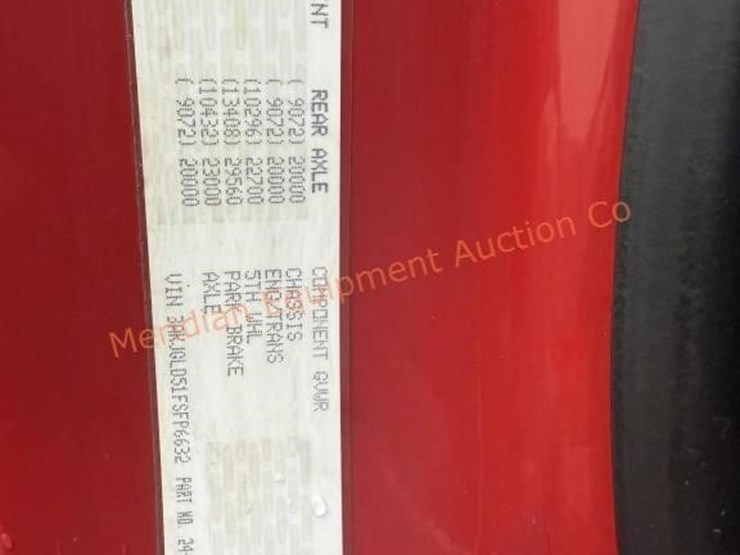 NT REAR AXLE COMPONENT GVWR
( 9072) 20000 CHASSIS
( 9072) 20000 ENG/TRANS
(10296) 22700 5TH WHL
(13408) 29560 PARK BRAKE
(10432) 23000 AXLE
( 9072) 20000
VIN 3AKJGLD51FSFP6632 PART NO. 24-
Meridian Equipment Auction Co